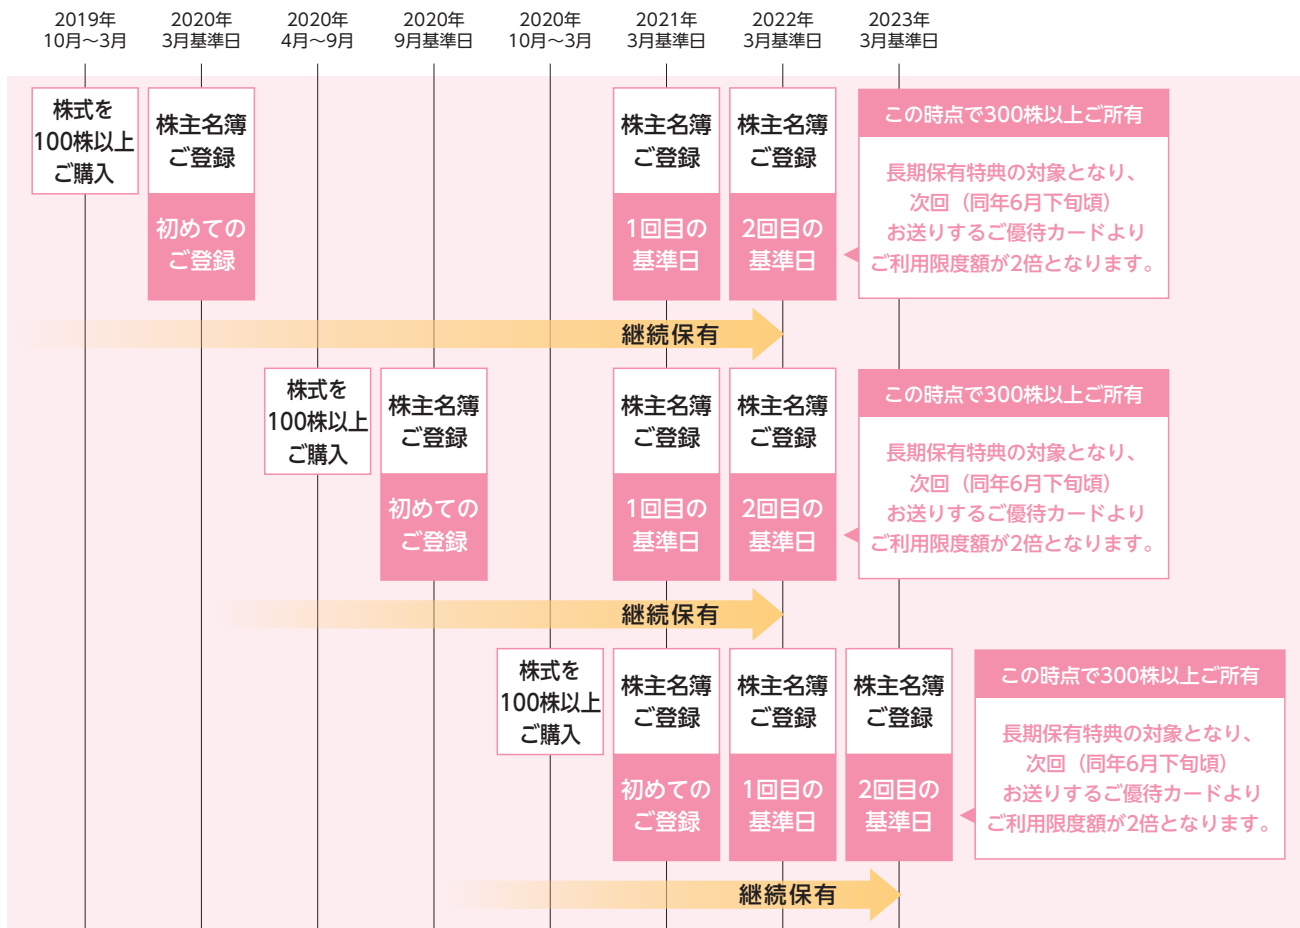 2019年
10月～3月
2020年
3月基準日
2020年
4月～9月
2020年
9月基準日
2020年
10月～3月
2021年
3月基準日
2022年
3月基準日
2023年
3月基準日
株式を
100株以上
ご購入
株主名簿
ご登録
初めての
ご登録
株主名簿
ご登録
1回目の
基準日
株主名簿
ご登録
2回目の
基準日
この時点で300株以上ご所有
長期保有特典の対象となり、
次回（同年6月下旬頃）
お送りするご優待カードより
ご利用限度額が2倍となります。
継続保有
株式を
100株以上
ご購入
株主名簿
ご登録
初めての
ご登録
株主名簿
ご登録
1回目の
基準日
株主名簿
ご登録
2回目の
基準日
この時点で300株以上ご所有
長期保有特典の対象となり、
次回（同年6月下旬頃）
お送りするご優待カードより
ご利用限度額が2倍となります。
継続保有
株式を
100株以上
ご購入
株主名簿
ご登録
初めての
ご登録
株主名簿
ご登録
1回目の
基準日
株主名簿
ご登録
2回目の
基準日
この時点で300株以上ご所有
長期保有特典の対象となり、
次回（同年6月下旬頃）
お送りするご優待カードより
ご利用限度額が2倍となります。
継続保有